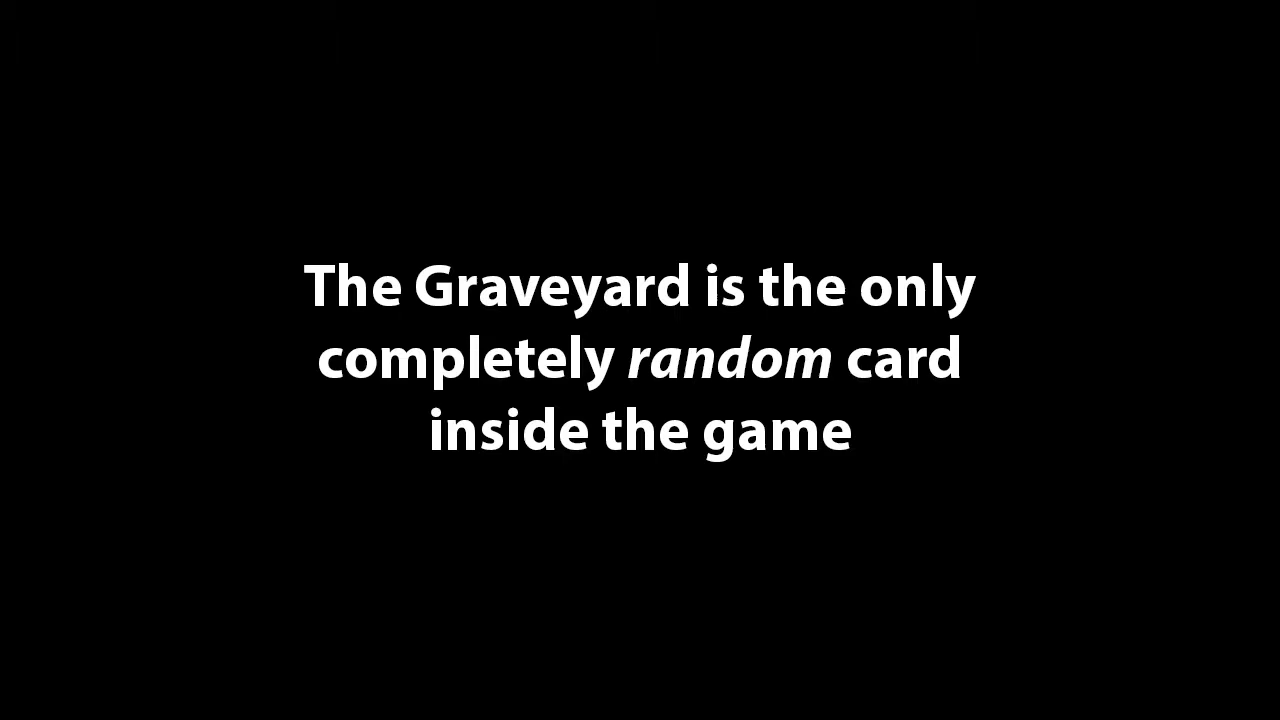 The Graveyard is the only
completely random card
inside the game